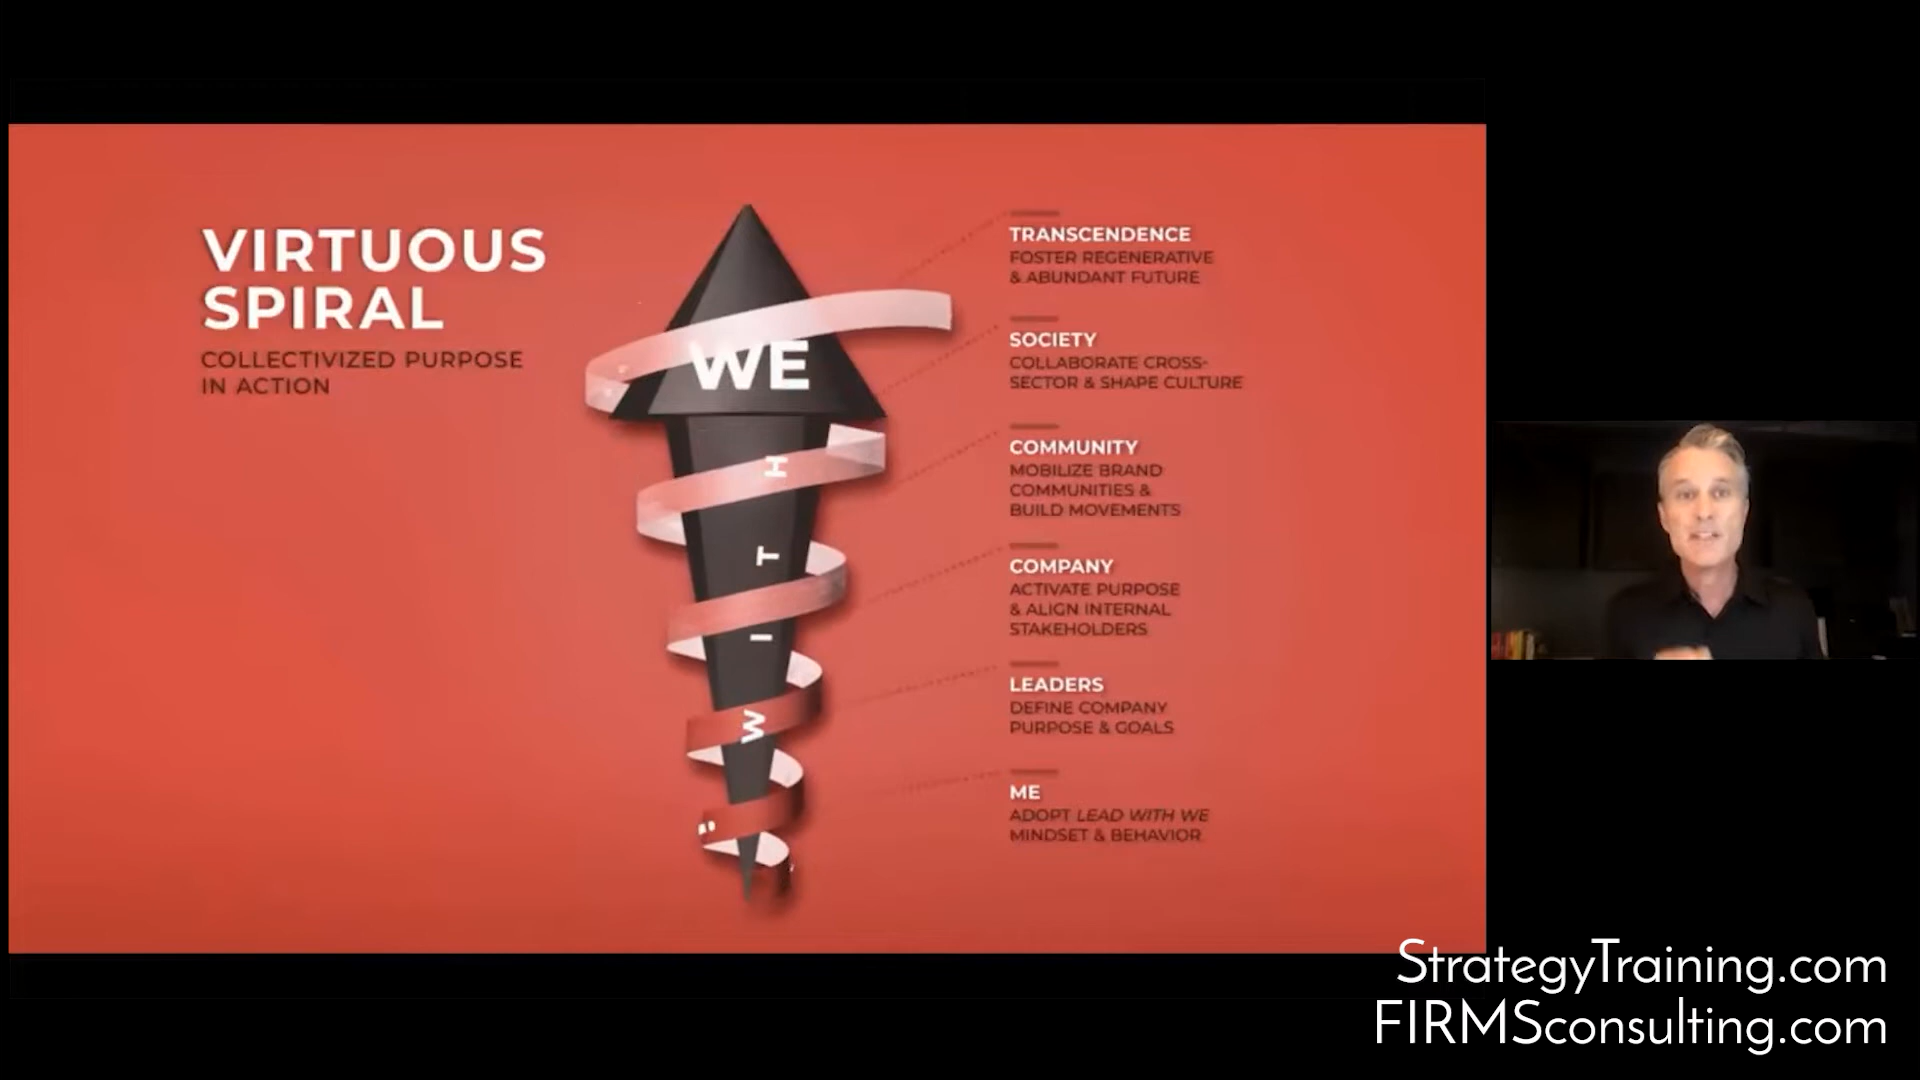 VIRTUOUS
SPIRAL
COLLECTIVIZED PURPOSE
IN ACTION
WE
H
T
I
W
TRANSCENDENCE
FOSTER REGENERATIVE
& ABUNDANT FUTURE
SOCIETY
COLLABORATE CROSS-
SECTOR & SHAPE CULTURE
COMMUNITY
MOBILIZE BRAND
COMMUNITIES &
BUILD MOVEMENTS
COMPANY
ACTIVATE PURPOSE
& ALIGN INTERNAL
STAKEHOLDERS
LEADERS
DEFINE COMPANY
PURPOSE & GOALS
ME
ADOPT LEAD WITH WE
MINDSET & BEHAVIOR
StrategyTraining.com
FIRMSconsulting.com